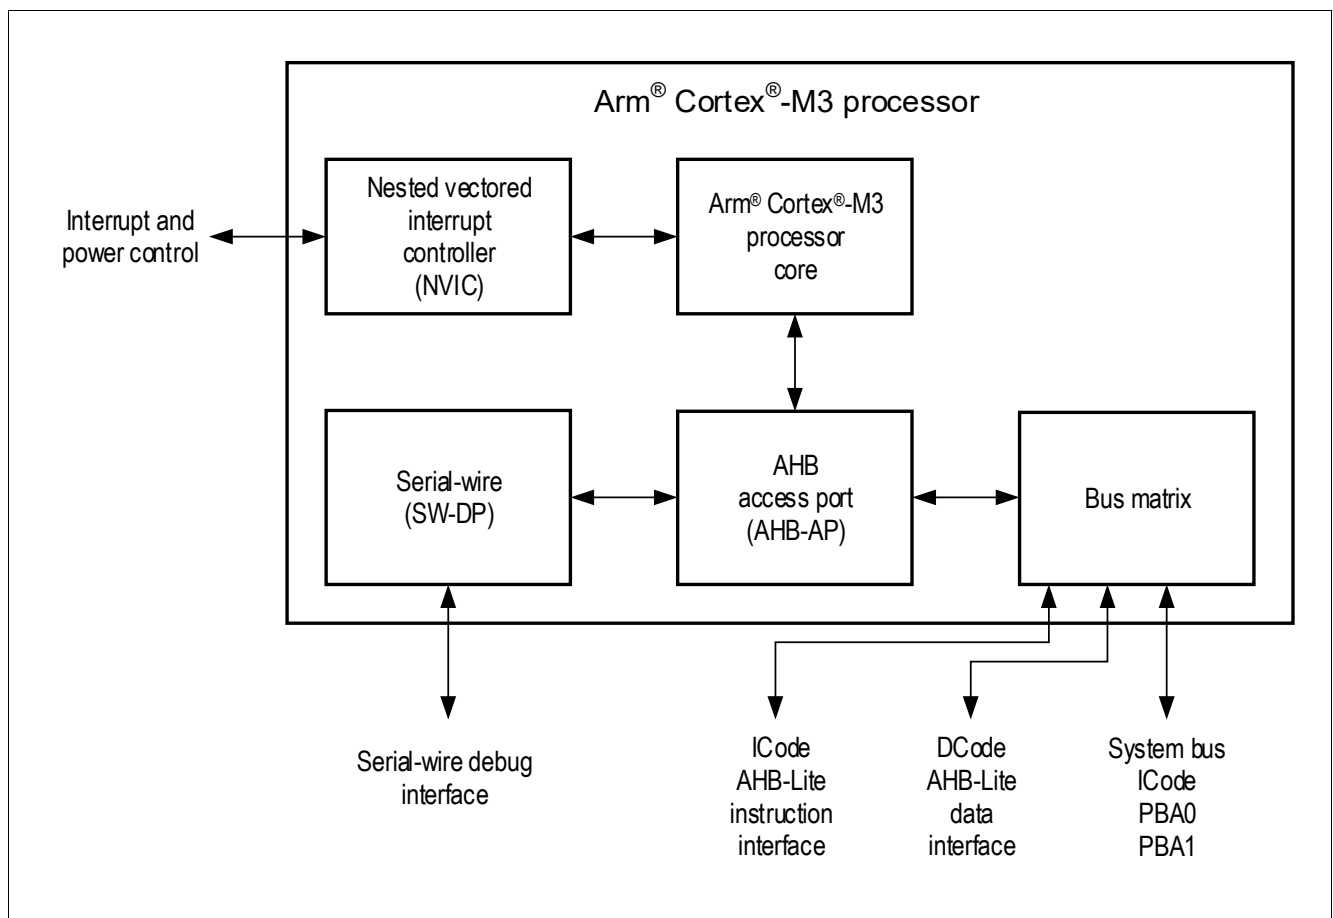 Arm® Cortex®-M3 processor
Nested vectored
interrupt
controller
(NVIC)
Arm® Cortex®-M3
processor
core
Interrupt and
power control
Serial-wire
(SW-DP)
AHB
access port
(AHB-AP)
Bus matrix
Serial-wire debug
interface
ICode
AHB-Lite
instruction
interface
DCode
AHB-Lite
data
interface
System bus
ICode
PBA0
PBA1